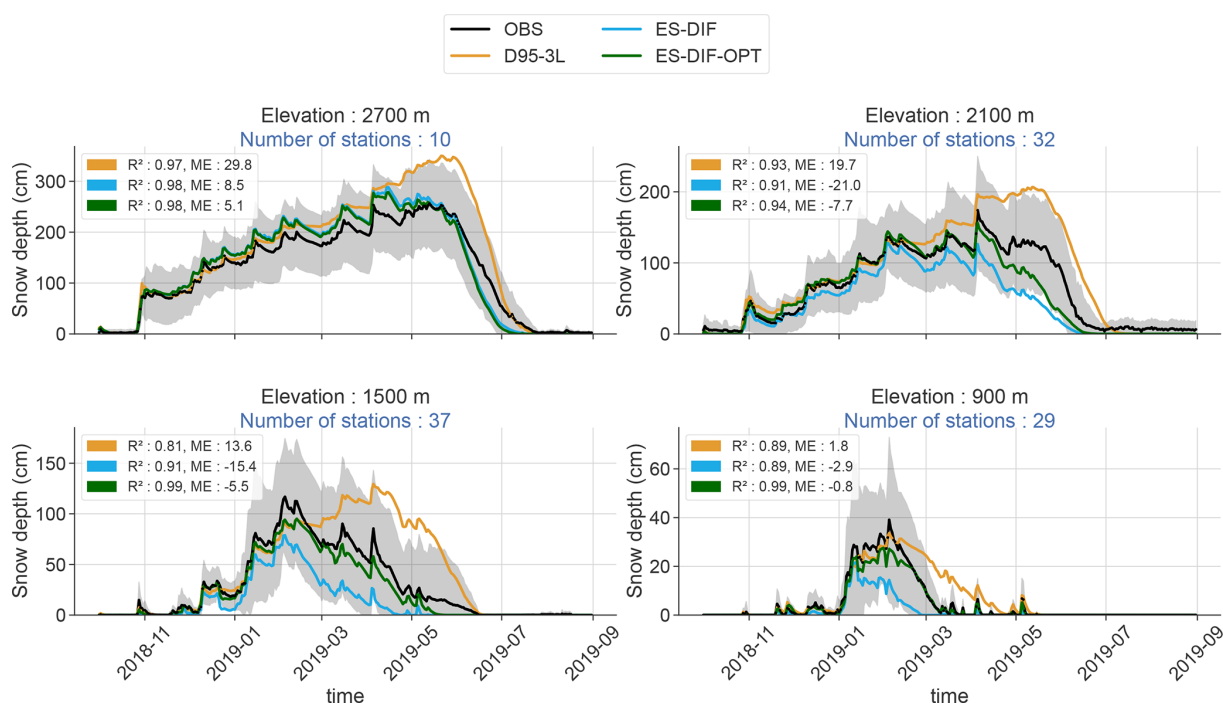 OBS ES-DIF
D95-3L ES-DIF-OPT
Elevation : 2700 m
Number of stations : 10
R² : 0.97, ME : 29.8
R² : 0.98, ME : 8.5
R² : 0.98, ME : 5.1
Snow depth (cm)
300
200
100
0
Elevation : 2100 m
Number of stations : 32
R² : 0.93, ME : 19.7
R² : 0.91, ME : -21.0
R² : 0.94, ME : -7.7
Snow depth (cm)
200
100
0
Elevation : 1500 m
Number of stations : 37
R² : 0.81, ME : 13.6
R² : 0.91, ME : -15.4
R² : 0.99, ME : -5.5
Snow depth (cm)
150
100
50
0
2018-11 2019-01 2019-03 2019-05 2019-07 2019-09
time
Elevation : 900 m
Number of stations : 29
R² : 0.89, ME : 1.8
R² : 0.89, ME : -2.9
R² : 0.99, ME : -0.8
Snow depth (cm)
60
40
20
0
2018-11 2019-01 2019-03 2019-05 2019-07 2019-09
time